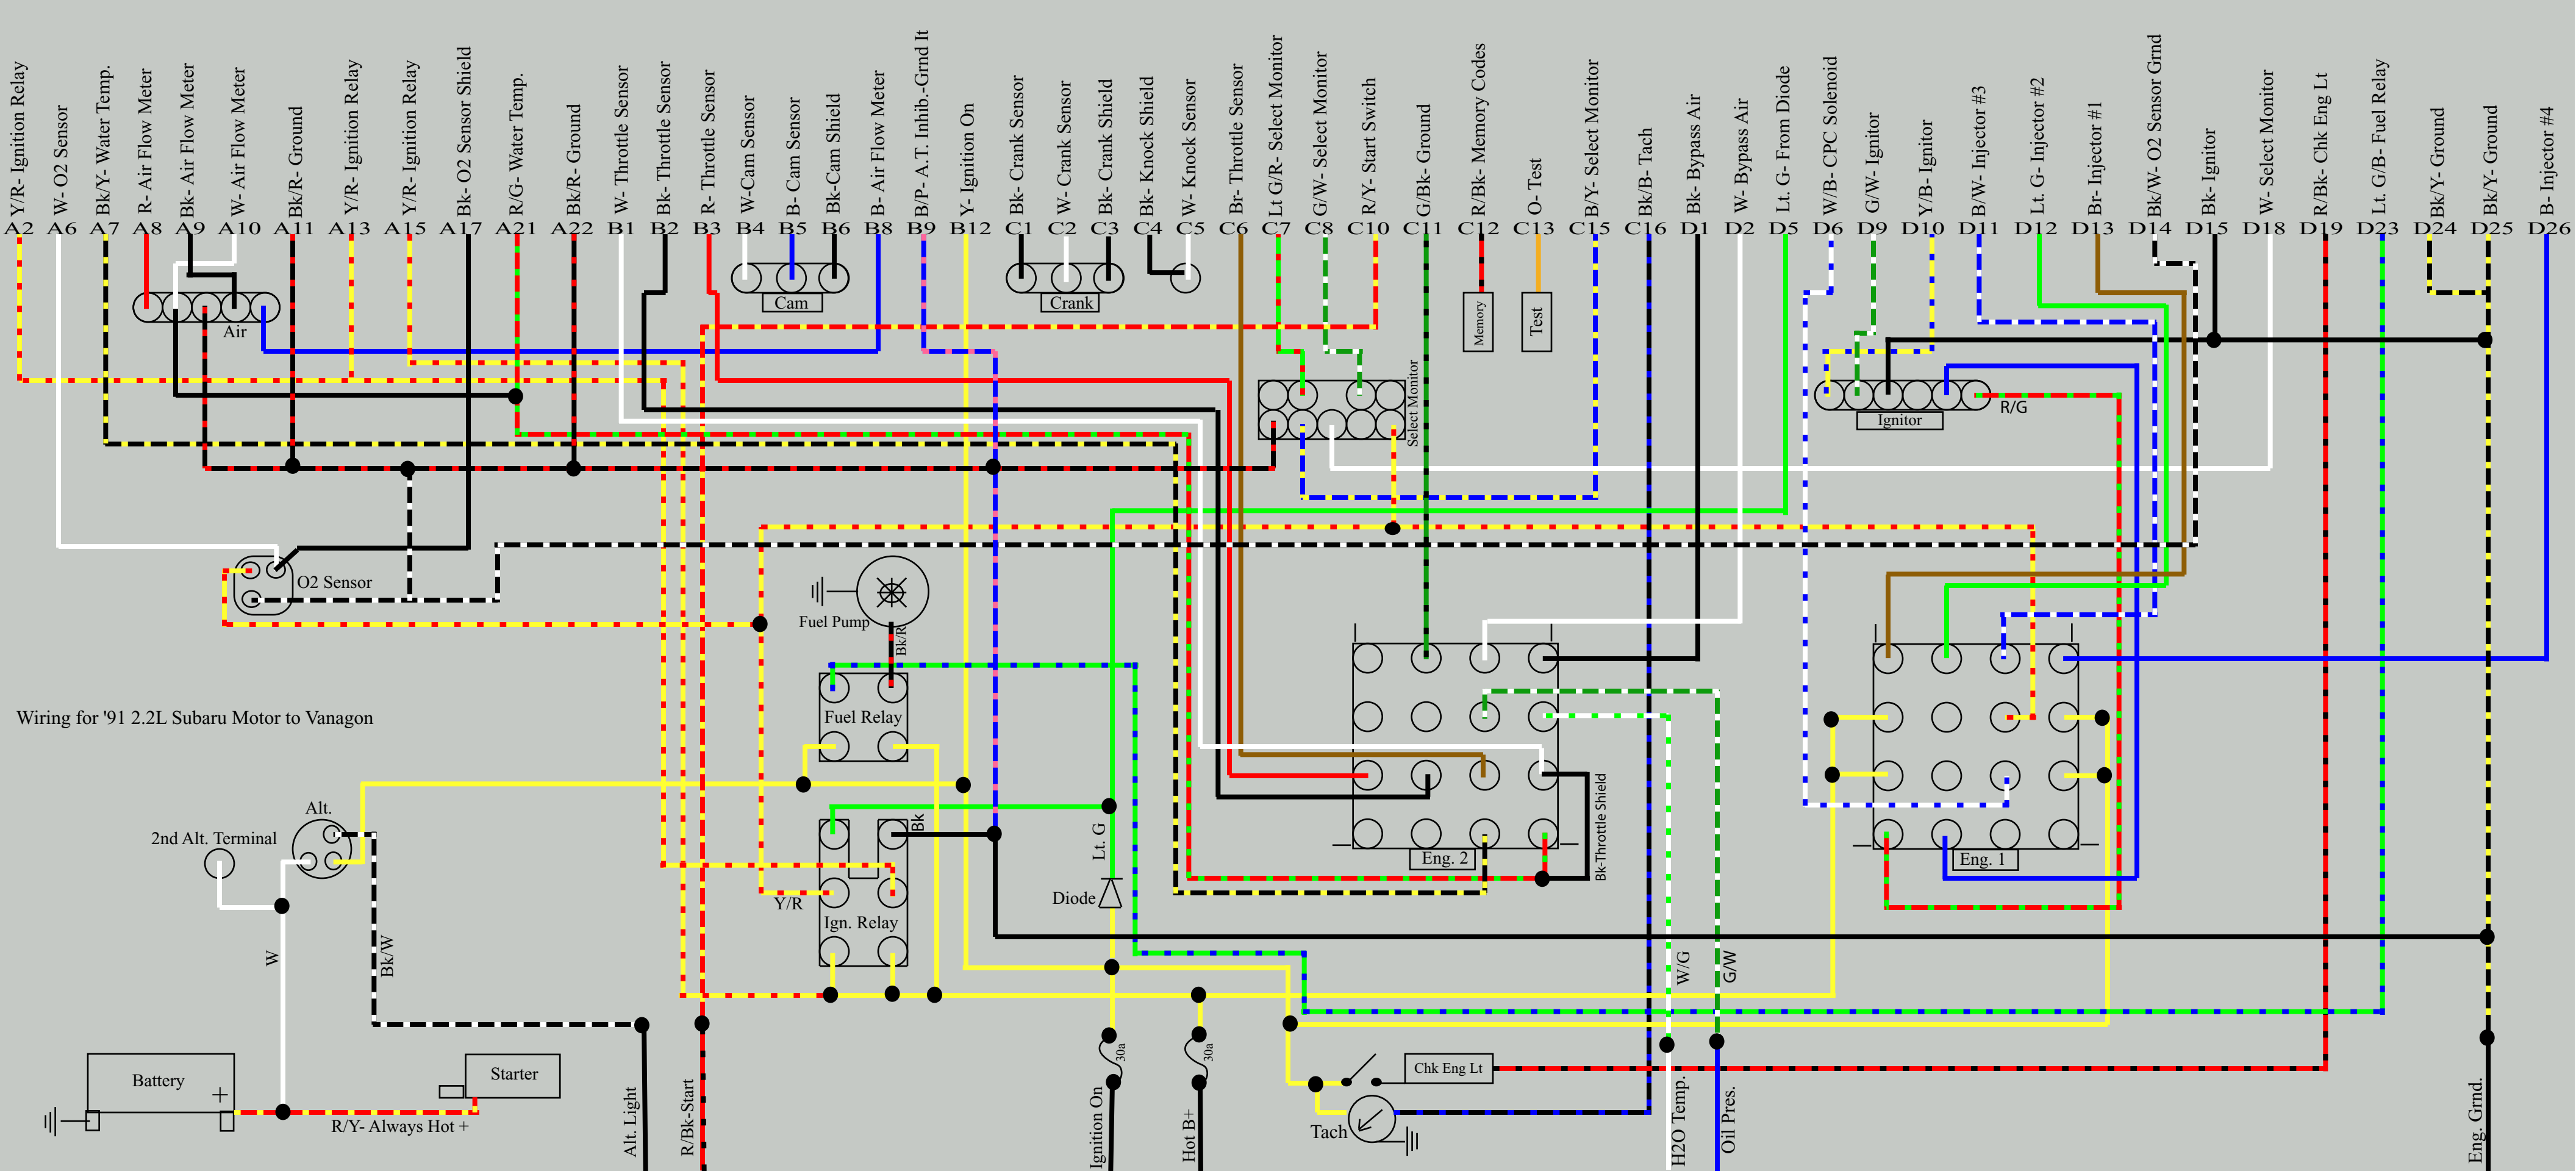 Y/R- Ignition Relay
W- O2 Sensor
Bk/Y- Water Temp.
R- Air Flow Meter
Bk- Air Flow Meter
W- Air Flow Meter
Bk/R- Ground
Y/R- Ignition Relay
Y/R- Ignition Relay
Bk- O2 Sensor Shield
R/G- Water Temp.
Bk/R- Ground
W- Throttle Sensor
Bk- Throttle Sensor
R- Throttle Sensor
W-Cam Sensor
B- Cam Sensor
Bk-Cam Shield
B- Air Flow Meter
B/P- A.T. Inhib.-Grnd It
Y- Ignition On
Bk- Crank Sensor
W- Crank Sensor
Bk- Crank Shield
Bk- Knock Shield
W- Knock Sensor
Br- Throttle Sensor
Lt G/R- Select Monitor
G/W- Select Monitor
R/Y- Start Switch
G/Bk- Ground
R/Bk- Memory Codes
O- Test
B/Y- Select Monitor
Bk/B- Tach
Bk- Bypass Air
W- Bypass Air
Lt. G- From Diode
W/B- CPC Solenoid
G/W- Ignitor
Y/B- Ignitor
B/W- Injector #3
Lt. G- Injector #2
Br- Injector #1
Bk/W- O2 Sensor Grnd
Bk- Ignitor
W- Select Monitor
R/Bk- Chk Eng Lt
Lt. G/B- Fuel Relay
Bk/Y- Ground
Bk/Y- Ground
B- Injector #4
A2 A6 A7 A8 A9 A10 A11 A13 A15 A17 A21 A22 B1 B2 B3 B4 B5 B6 B8 B9 B12 C1 C2 C3 C4 C5 C6 C7 C8 C10 C11 C12 C13 C15 C16 D1 D2 D5 D6 D9 D10 D11 D12 D13 D14 D15 D18 D19 D23 D24 D25 D26
Air
Cam
Crank
Memory
Test
Select Monitor
Ignitor
R/G
O2 Sensor
Fuel Pump
Bk/R
Fuel Relay
Wiring for '91 2.2L Subaru Motor to Vanagon
Alt.
2nd Alt. Terminal
Bk
Lt. G
Y/R
Ign. Relay
Diode
Eng. 2
Bk-Throttle Shield
Eng. 1
W
Bk/W
W/G
G/W
Battery
+
Starter
R/Y- Always Hot +
Alt. Light
R/Bk-Start
30a
30a
Ignition On
Hot B+
Chk Eng Lt
Tach
H2O Temp.
Oil Pres.
Eng. Grnd.